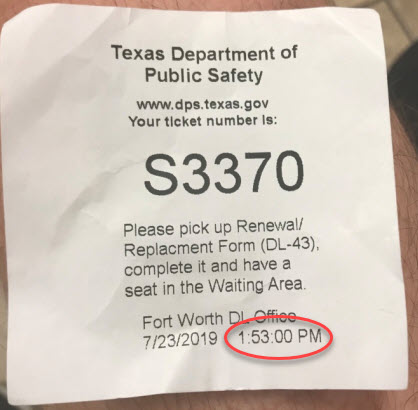 Texas Department of
Public Safety
www.dps.texas.gov
Your ticket number is:
S3370
Please pick up Renewal/
Replacment Form (DL-43),
complete it and have a
seat in the Waiting Area.
Fort Worth DL Office
7/23/2019 1:53:00 PM